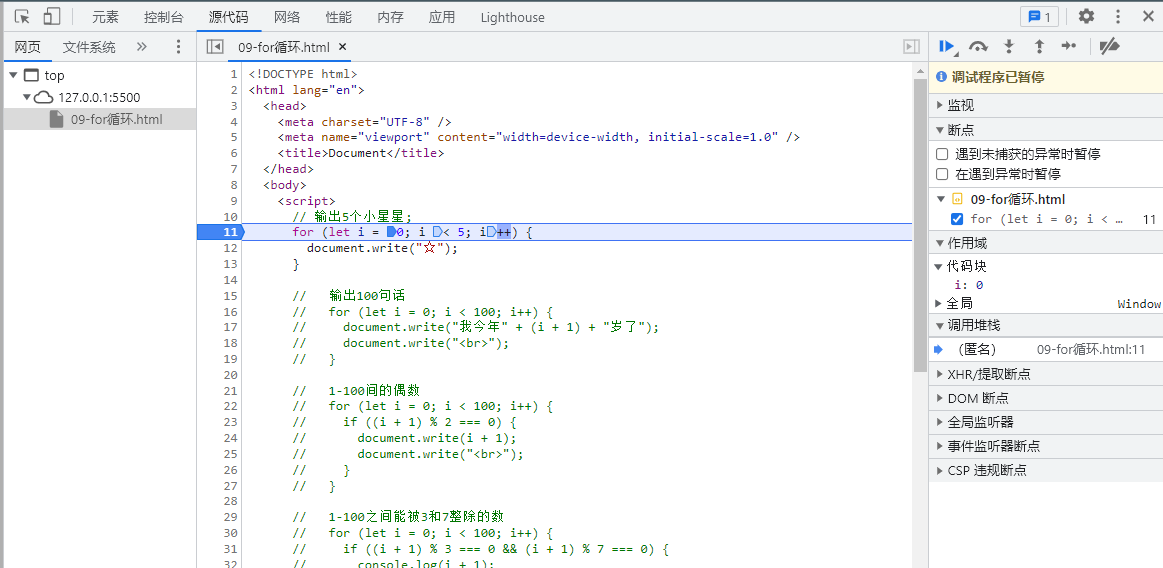 元素 控制台 源代码 网络 性能 内存 应用 Lighthouse 1
网页 文件系统 09-for循环.html
top
127.0.0.1:5500
09-for循环.html
1 <!DOCTYPE html>
2 <html lang="en">
3 <head>
4 <meta charset="UTF-8" />
5 <meta name="viewport" content="width=device-width, initial-scale=1.0" />
6 <title>Document</title>
7 </head>
8 <body>
9 <script>
10 // 输出5个小星星;
11 for (let i = 0; i < 5; i++) {
12 document.write("☆");
13 }
14
15 // 输出100句话
16 // for (let i = 0; i < 100; i++) {
17 // document.write("我今年" + (i + 1) + "岁了");
18 // document.write("<br>");
19 // }
20
21 // 1-100间的偶数
22 // for (let i = 0; i < 100; i++) {
23 // if ((i + 1) % 2 === 0) {
24 // document.write(i + 1);
25 // document.write("<br>");
26 // }
27 // }
28
29 // 1-100之间能被3和7整除的数
30 // for (let i = 0; i < 100; i++) {
31 // if ((i + 1) % 3 === 0 && (i + 1) % 7 === 0) {
32 // console.log(i + 1);
调试程序已暂停
监视
断点
遇到未捕获的异常时暂停
在遇到异常时暂停
09-for循环.html
for (let i = 0; i < … 11
作用域
代码块
i: 0
全局 Window
调用堆栈
(匿名) 09-for循环.html:11
XHR/提取断点
DOM 断点
全局监听器
事件监听器断点
CSP 违规断点